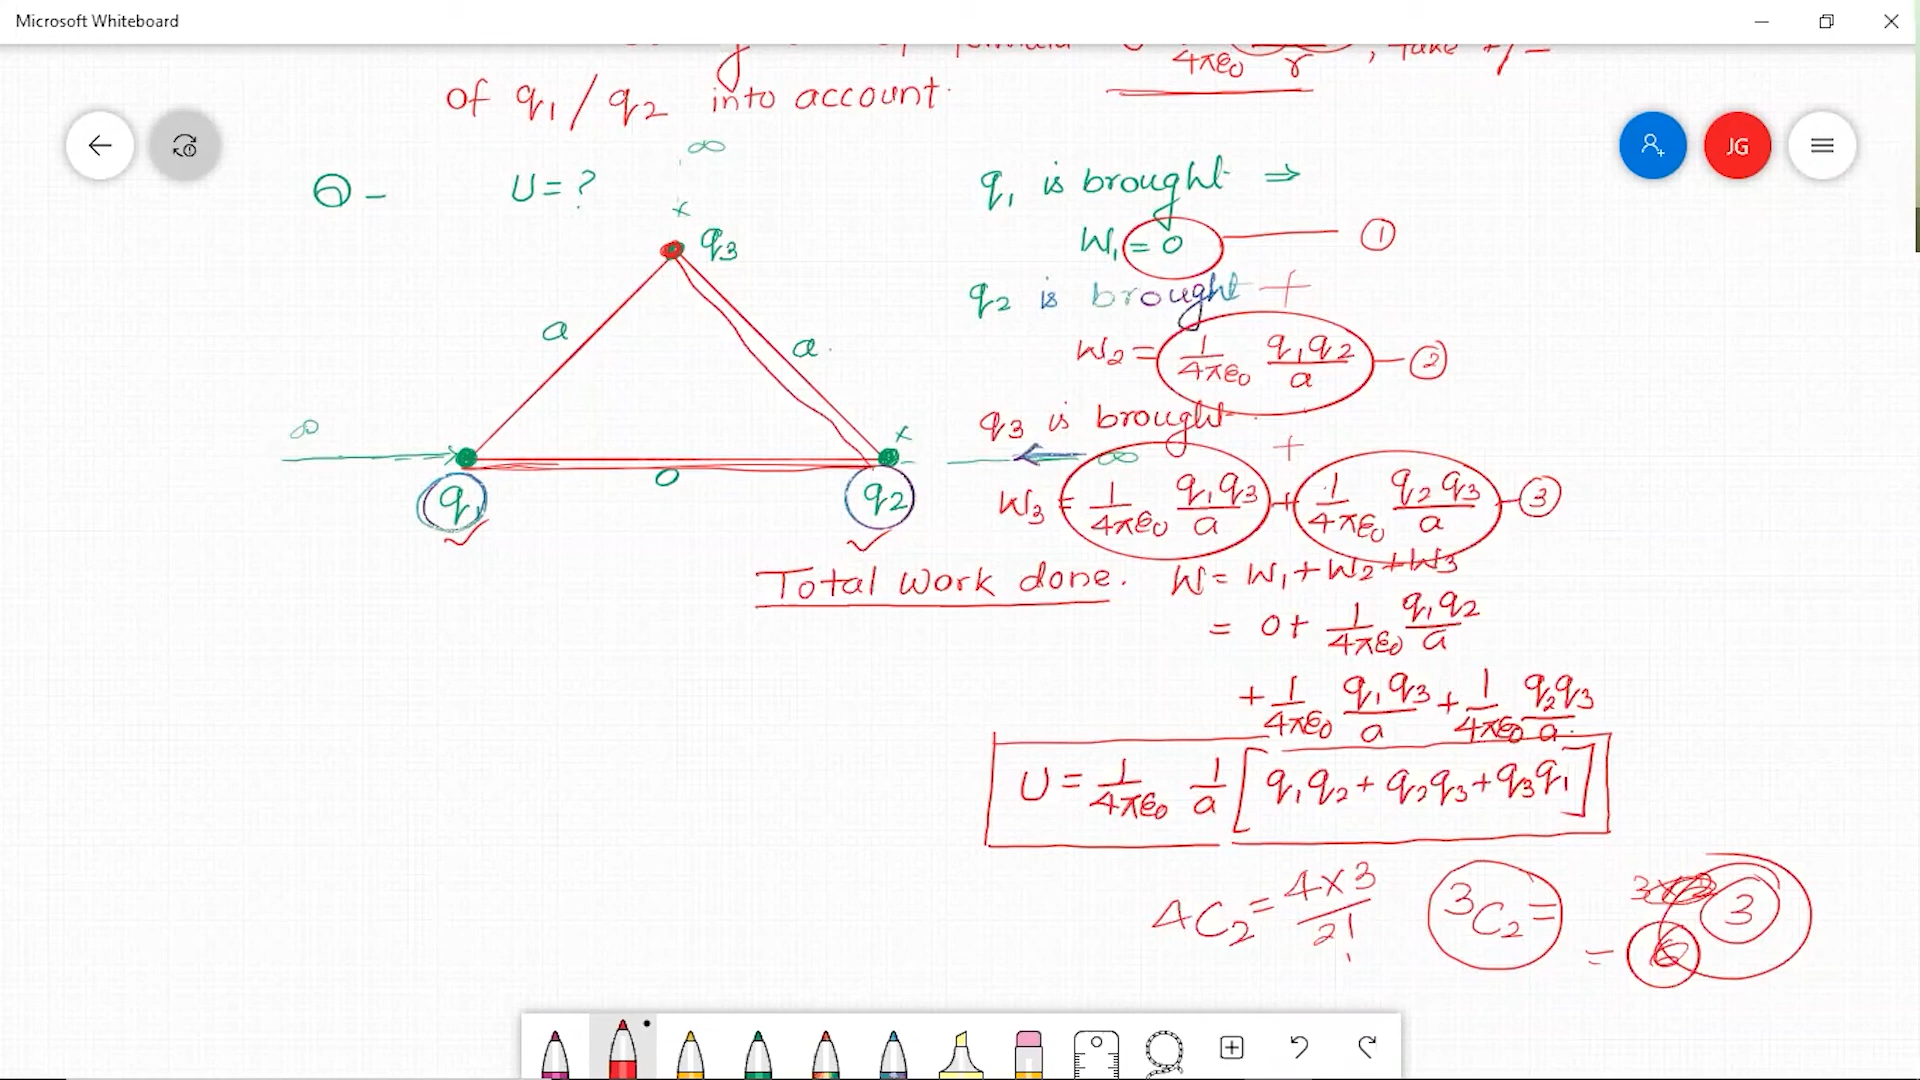 Microsoft Whiteboard
4πε₀ r , take +/-
of q₁ / q₂ into account.
∞
Q - U = ?
x
q₃
a
a
∞
x
q₁
a
q₂
JG
q₁ is brought ⇒
W₁ = 0 ①
q₂ is brought +
W₂ = 1/4πε₀ q₁q₂/a ②
q₃ is brought
+
∞
W₃ = 1/4πε₀ q₁q₃/a + 1/4πε₀ q₂q₃/a ③
Total work done. W = W₁ + W₂ + W₃
= 0 + 1/4πε₀ q₁q₂/a
+ 1/4πε₀ q₁q₃/a + 1/4πε₀ q₂q₃/a
U = 1/4πε₀ 1/a [q₁q₂ + q₂q₃ + q₃q₁]
4C₂ = 4×3/2! ³C₂ = 3
= 6